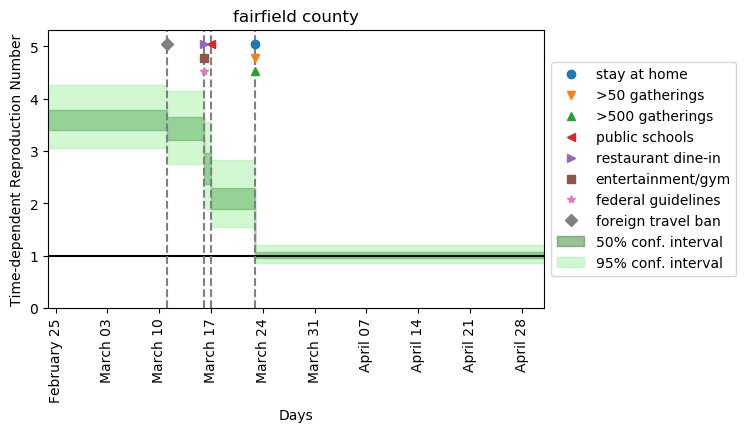 fairfield county
Time-dependent Reproduction Number
5
4
3
2
1
0
February 25
March 03
March 10
March 17
March 24
March 31
April 07
April 14
April 21
April 28
Days
stay at home
>50 gatherings
>500 gatherings
public schools
restaurant dine-in
entertainment/gym
federal guidelines
foreign travel ban
50% conf. interval
95% conf. interval